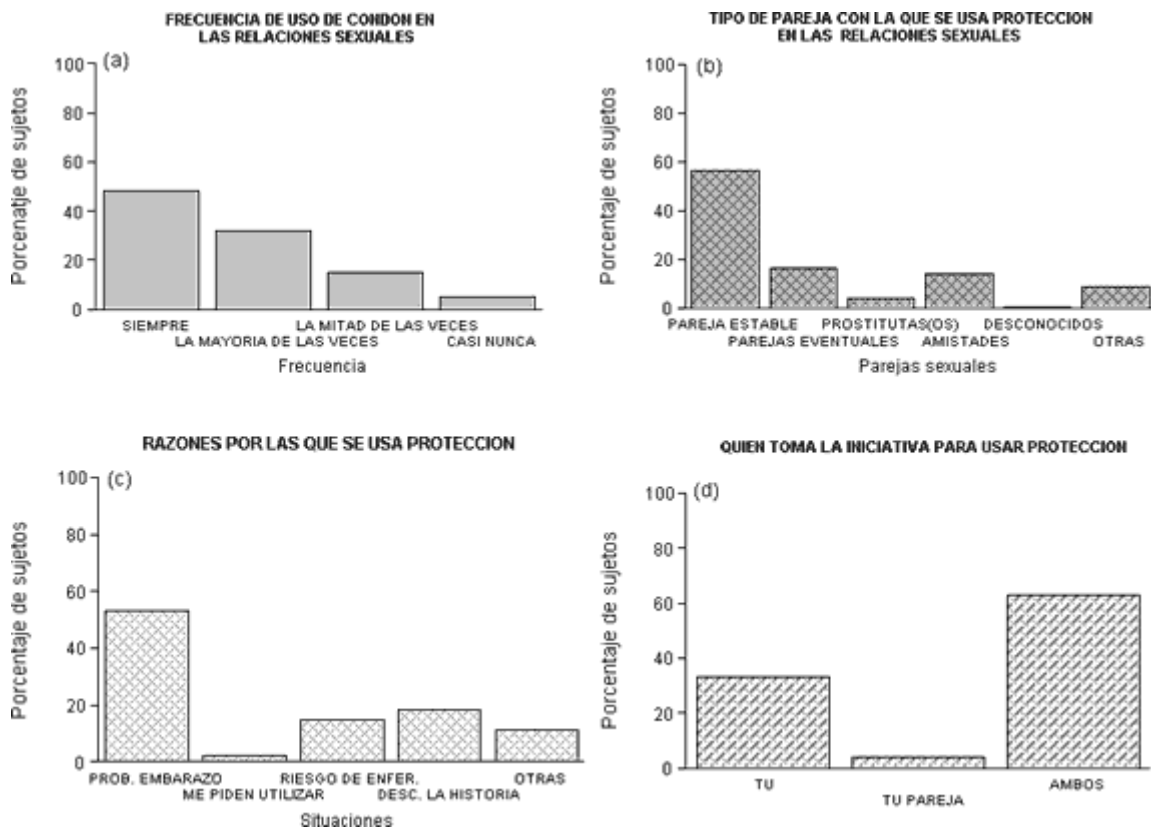 FRECUENCIA DE USO DE CONDON EN
LAS RELACIONES SEXUALES
(a)
Porcenatje de sujetos
100
80
60
40
20
0
SIEMPRE
LA MAYORIA DE LAS VECES
LA MITAD DE LAS VECES
CASI NUNCA
Frecuencia
TIPO DE PAREJA CON LA QUE SE USA PROTECCION
EN LAS RELACIONES SEXUALES
(b)
Porcentaje de sujetos
100
80
60
40
20
0
PAREJA ESTABLE
PAREJAS EVENTUALES
PROSTITUTAS(OS)
AMISTADES
DESCONOCIDOS
OTRAS
Parejas sexuales
RAZONES POR LAS QUE SE USA PROTECCION
(c)
Porcentaje de sujetos
100
80
60
40
20
0
PROB. EMBARAZO
ME PIDEN UTILIZAR
RIESGO DE ENFER.
DESC. LA HISTORIA
OTRAS
Situaciones
QUIEN TOMA LA INICIATIVA PARA USAR PROTECCION
(d)
Porcentaje de sujetos
100
80
60
40
20
0
TU
TU PAREJA
AMBOS